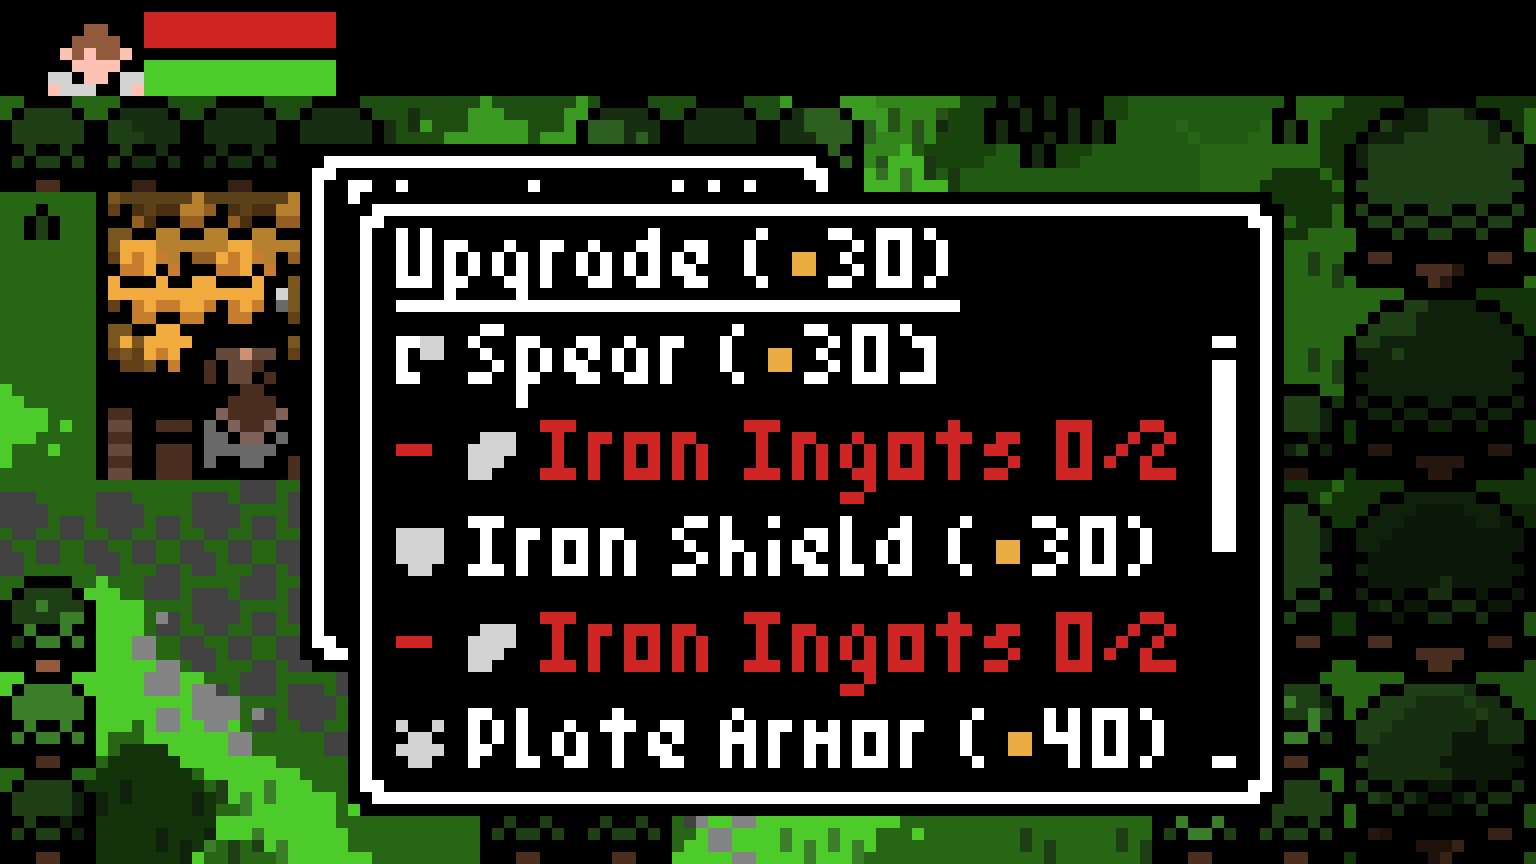 Upgrade (30)
Spear (30)
- Iron Ingots 0/2
Iron Shield (30)
- Iron Ingots 0/2
Plate Armor (40)